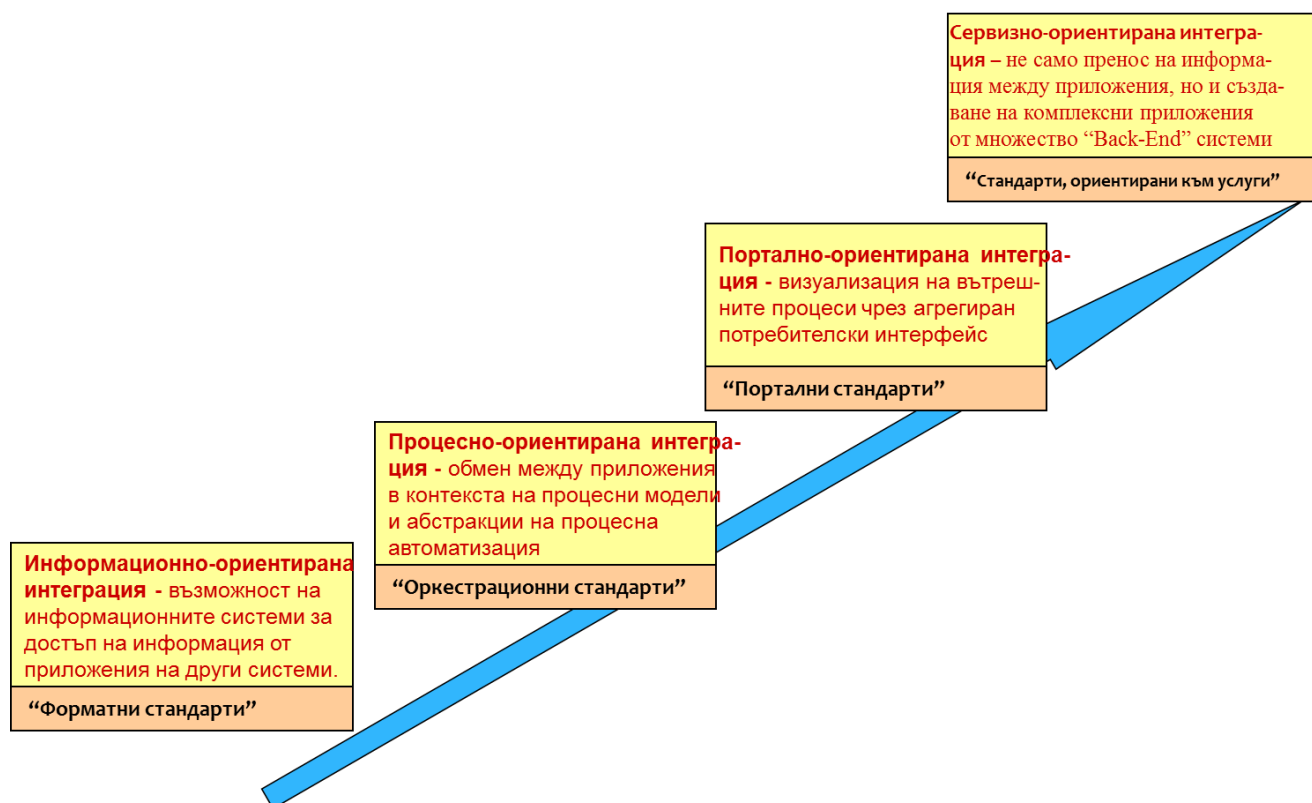 Сервизно-ориентирана интегра-
ция – не само пренос на информа-
ция между приложения, но и създа-
ване на комплексни приложения
от множество “Back-End” системи
“Стандарти, ориентирани към услуги”
Портално-ориентирана интегра-
ция - визуализация на вътреш-
ните процеси чрез агрегиран
потребителски интерфейс
“Портални стандарти”
Процесно-ориентирана интегра-
ция - обмен между приложения
в контекста на процесни модели
и абстракции на процесна
автоматизация
“Оркестрационни стандарти”
Информационно-ориентирана
интеграция - възможност на
информационните системи за
достъп на информация от
приложения на други системи.
“Форматни стандарти”